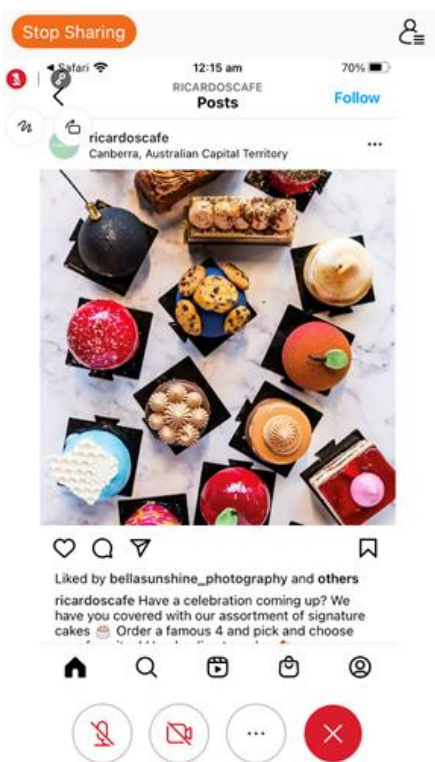 Stop Sharing
Safari 12:15 am 70%
RICARDOSCAFE
Posts
Follow
ricardoscafe
Canberra, Australian Capital Territory
Liked by bellasunshine_photography and others
ricardoscafe Have a celebration coming up? We
have you covered with our assortment of signature
cakes 🎂 Order a famous 4 and pick and choose